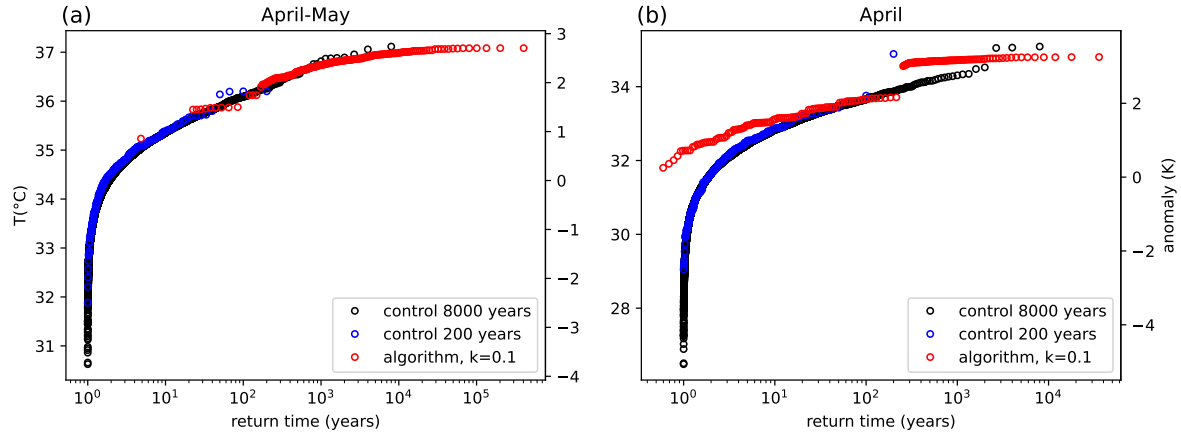 (a)
April-May
T(°C)
37
36
35
34
33
32
31
3
2
1
0
−1
−2
−3
−4
10^0
10^1
10^2
10^3
10^4
10^5
return time (years)
control 8000 years
control 200 years
algorithm, k=0.1
(b)
April
34
32
30
28
2
0
−2
−4
anomaly (K)
10^0
10^1
10^2
10^3
10^4
return time (years)
control 8000 years
control 200 years
algorithm, k=0.1